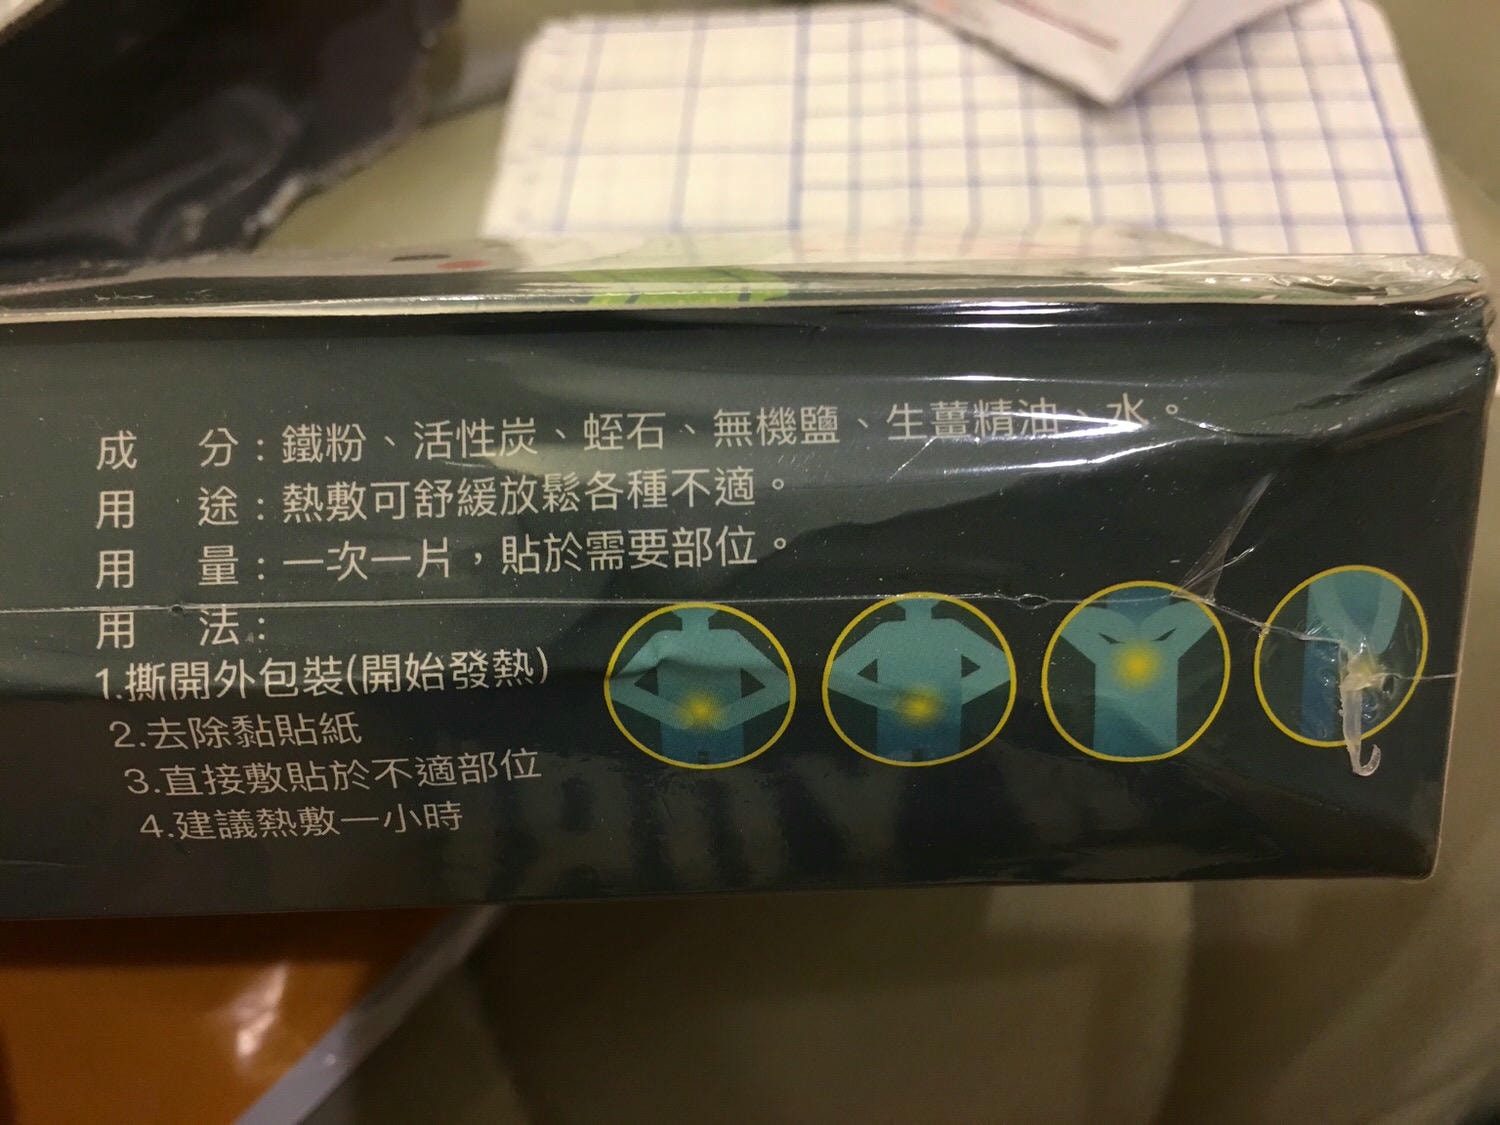 成　分：鐵粉、活性炭、蛭石、無機鹽、生薑精油、水。
用　途：熱敷可舒緩放鬆各種不適。
用　量：一次一片，貼於需要部位。
用　法：
1.撕開外包裝(開始發熱)
2.去除黏貼紙
3.直接敷貼於不適部位
4.建議熱敷一小時